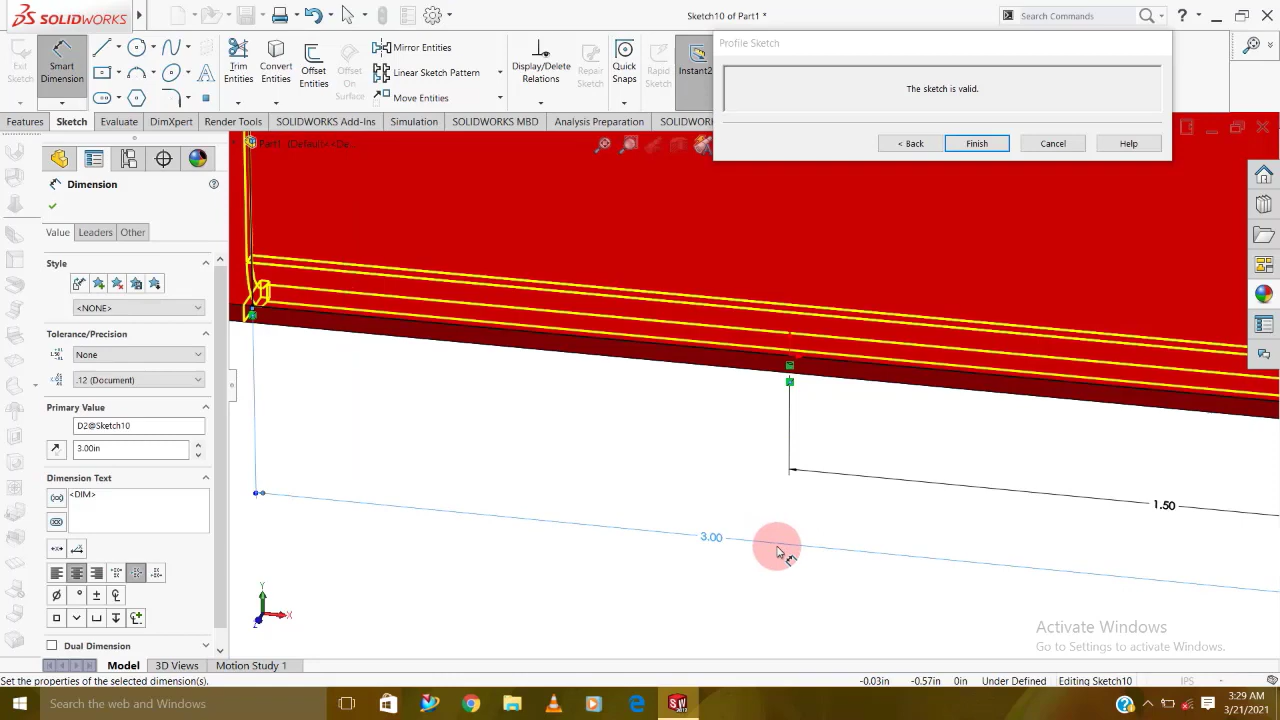 SOLIDWORKS
Sketch10 of Part1 *
Search Commands
Exit Sketch
Smart Dimension
Trim Entities
Convert Entities
Offset Entities
Offset On Surface
Mirror Entities
Linear Sketch Pattern
Move Entities
Display/Delete Relations
Repair Sketch
Quick Snaps
Rapid Sketch
Instant2
Profile Sketch
The sketch is valid.
< Back
Finish
Cancel
Help
Features
Sketch
Evaluate
DimXpert
Render Tools
SOLIDWORKS Add-Ins
Simulation
SOLIDWORKS MBD
Analysis Preparation
SOLIDWO
Part1 (Default<<De...
Dimension
Value
Leaders
Other
Style
<NONE>
Tolerance/Precision
None
.12 (Document)
Primary Value
D2@Sketch10
3.00in
Dimension Text
<DIM>
Dual Dimension
1.50
3.00
Y
X
Z
Activate Windows
Go to Settings to activate Windows.
Model
3D Views
Motion Study 1
Set the properties of the selected dimension(s).
-0.03in
-0.57in
0in
Under Defined
Editing Sketch10
IPS
Search the web and Windows
3:29 AM
3/21/2021